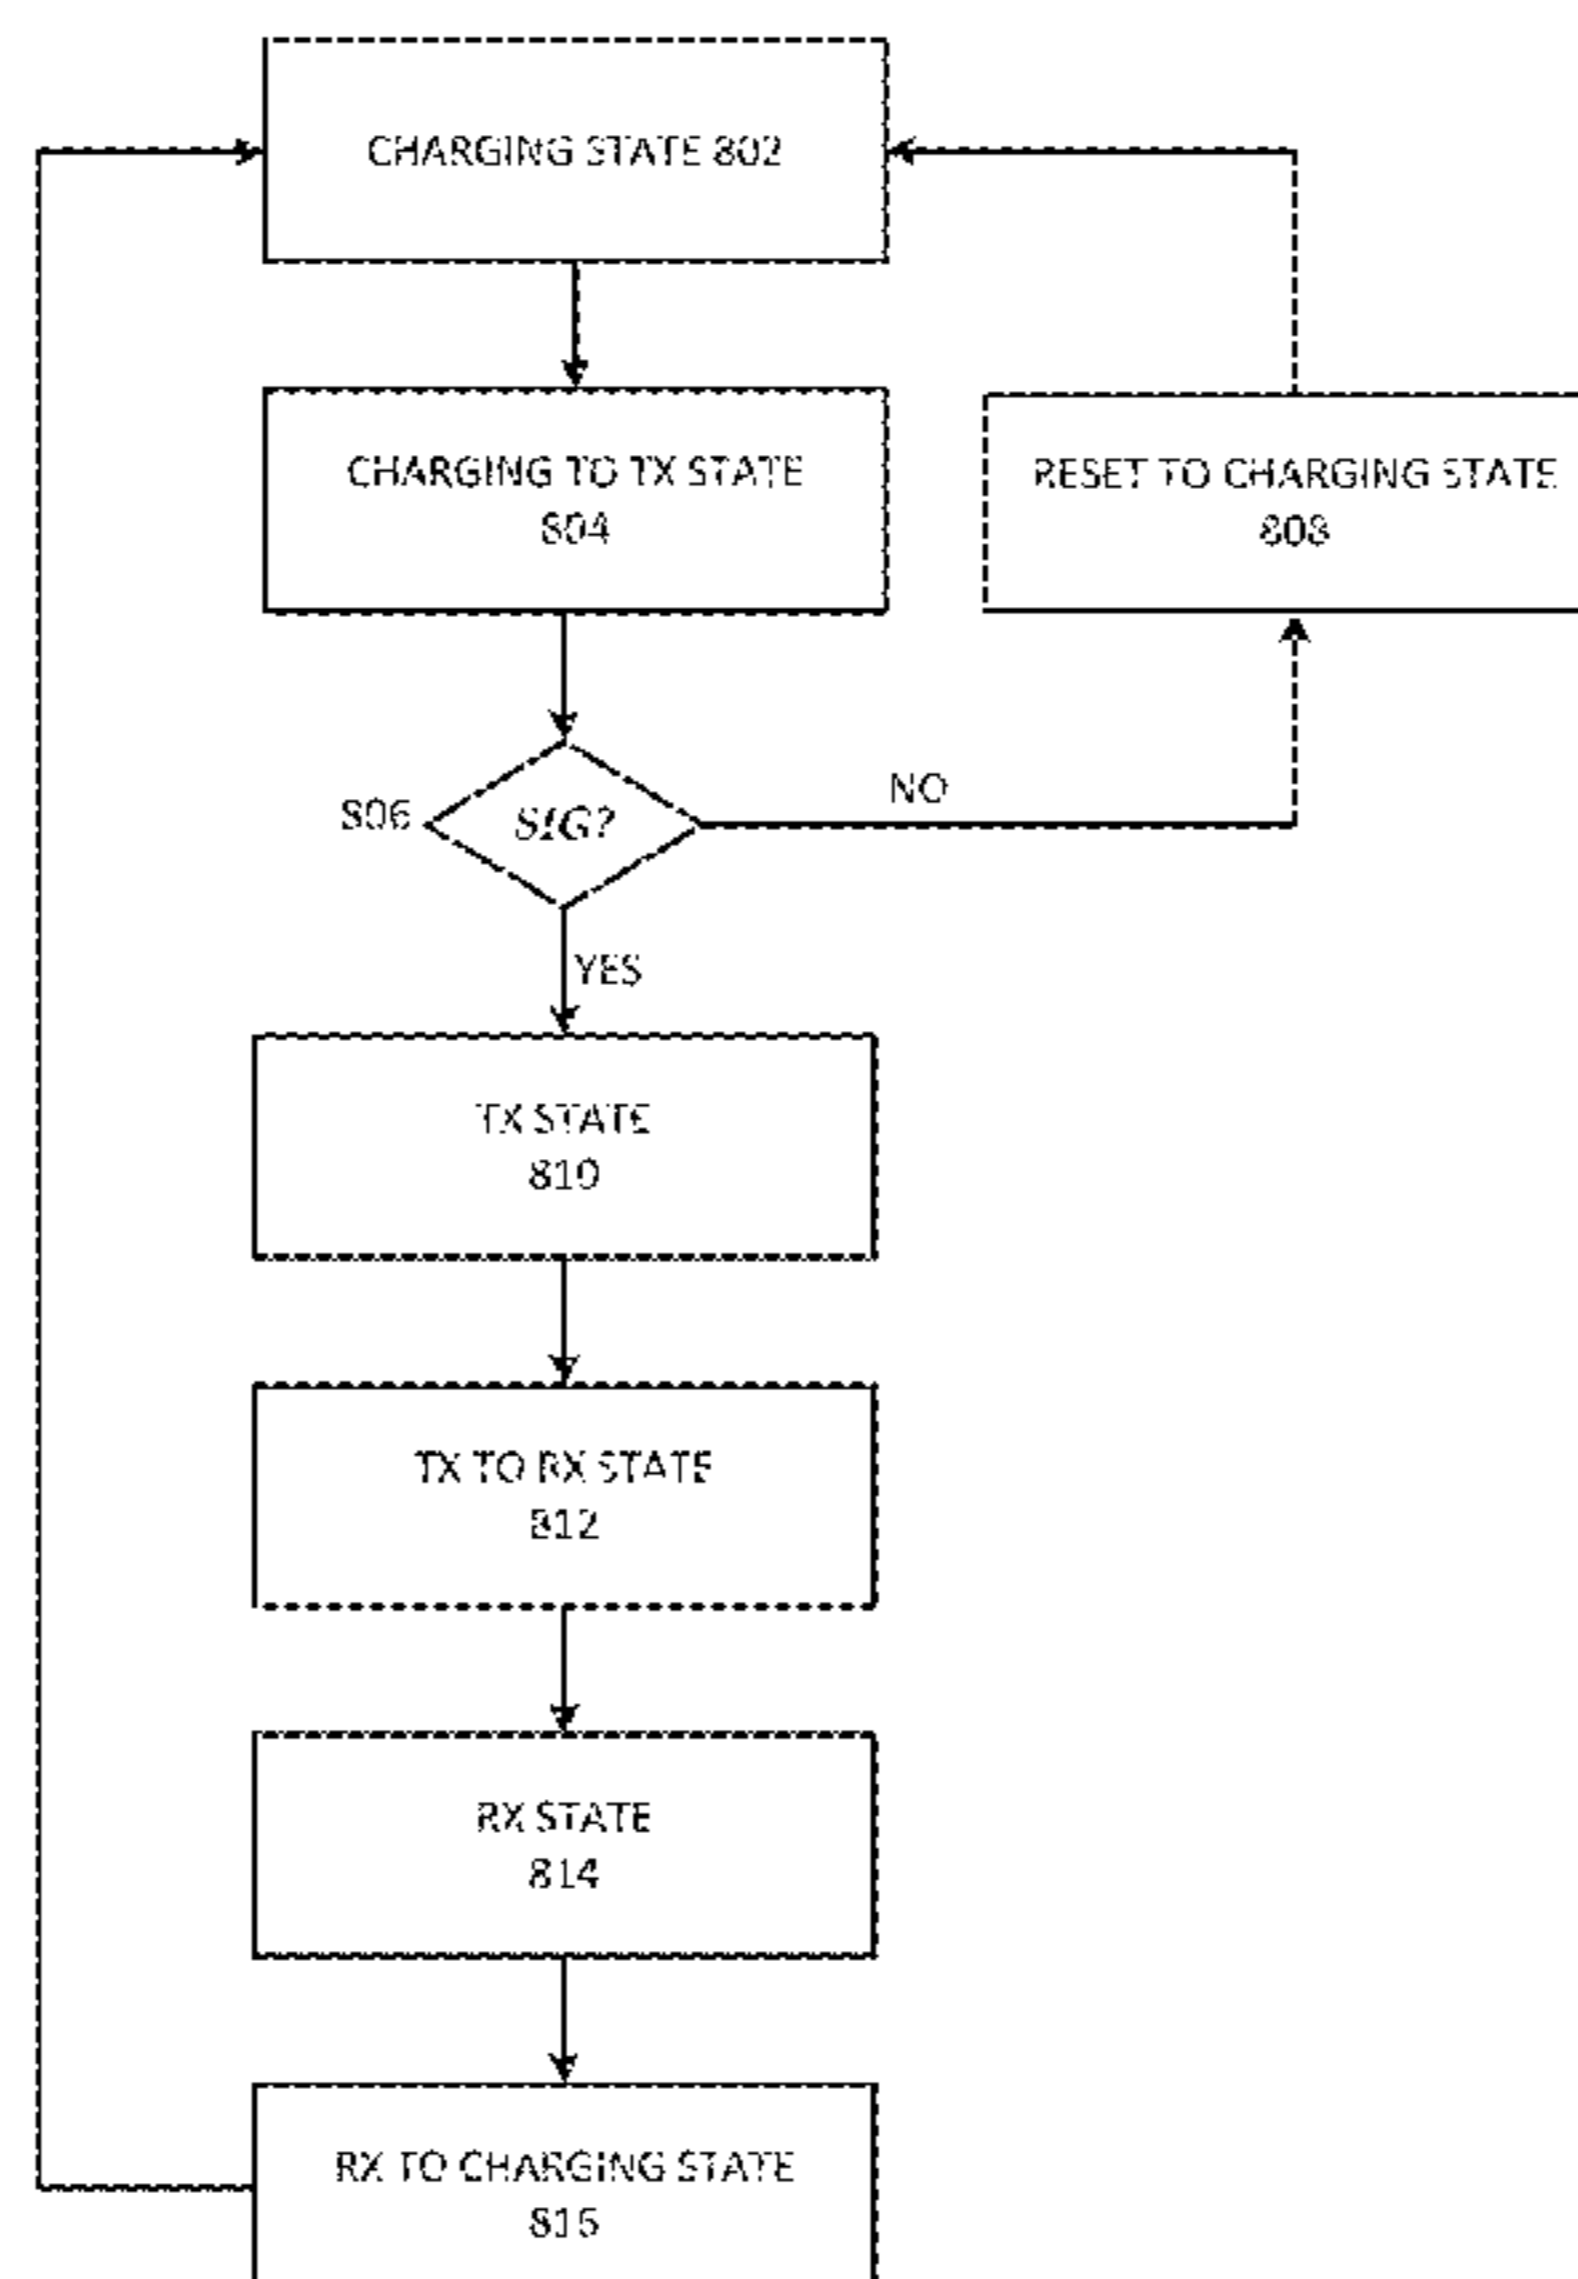 CHARGING STATE 802
CHARGING TO TX STATE
804
RESET TO CHARGING STATE
808
NO
806
SIG?
YES
TX STATE
810
TX TO RX STATE
812
RX STATE
814
RX TO CHARGING STATE
816